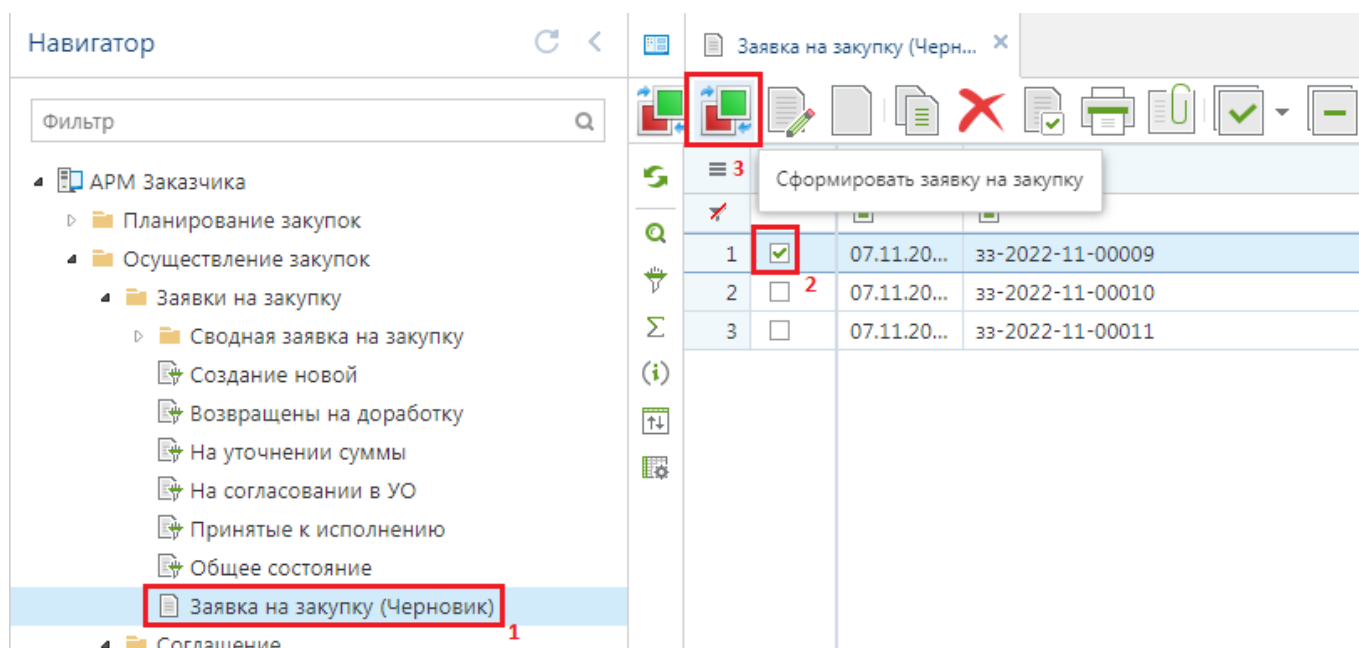 Навигатор
Фильтр
АРМ Заказчика
Планирование закупок
Осуществление закупок
Заявки на закупку
Сводная заявка на закупку
Создание новой
Возвращены на доработку
На уточнении суммы
На согласовании в УО
Принятые к исполнению
Общее состояние
Заявка на закупку (Черновик)
1
Соглашение
Заявка на закупку (Черн...
3
Сформировать заявку на закупку
1 07.11.20... зз-2022-11-00009
2
2 07.11.20... зз-2022-11-00010
3 07.11.20... зз-2022-11-00011